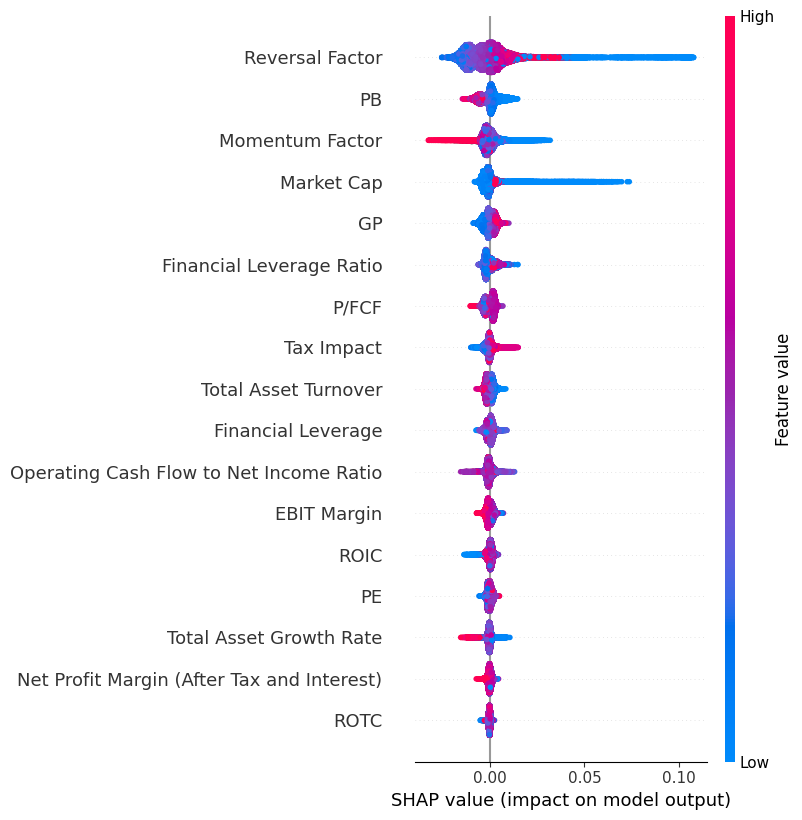 High
Reversal Factor
PB
Momentum Factor
Market Cap
GP
Financial Leverage Ratio
P/FCF
Tax Impact
Total Asset Turnover
Financial Leverage
Operating Cash Flow to Net Income Ratio
EBIT Margin
ROIC
PE
Total Asset Growth Rate
Net Profit Margin (After Tax and Interest)
ROTC
Feature value
Low
0.00 0.05 0.10
SHAP value (impact on model output)